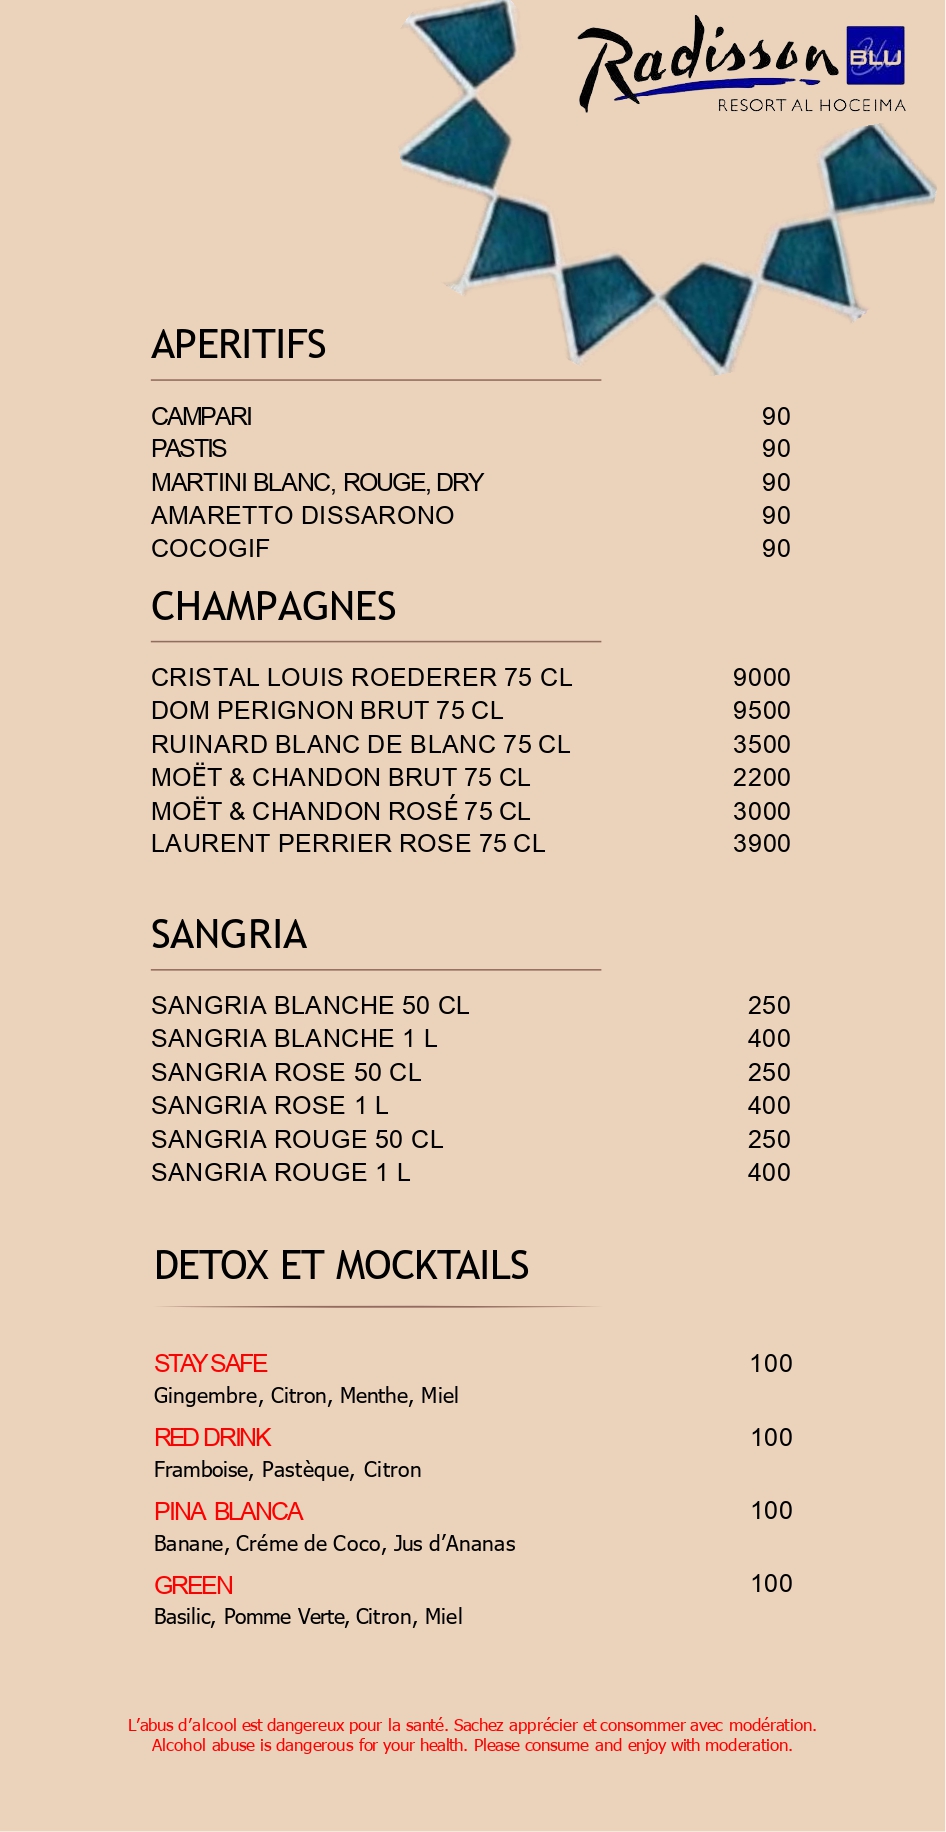 Radisson BLU
RESORT AL HOCEIMA
APERITIFS
CAMPARI 90
PASTIS 90
MARTINI BLANC, ROUGE, DRY 90
AMARETTO DISSARONO 90
COCOGIF 90
CHAMPAGNES
CRISTAL LOUIS ROEDERER 75 CL 9000
DOM PERIGNON BRUT 75 CL 9500
RUINARD BLANC DE BLANC 75 CL 3500
MOËT & CHANDON BRUT 75 CL 2200
MOËT & CHANDON ROSÉ 75 CL 3000
LAURENT PERRIER ROSE 75 CL 3900
SANGRIA
SANGRIA BLANCHE 50 CL 250
SANGRIA BLANCHE 1 L 400
SANGRIA ROSE 50 CL 250
SANGRIA ROSE 1 L 400
SANGRIA ROUGE 50 CL 250
SANGRIA ROUGE 1 L 400
DETOX ET MOCKTAILS
STAY SAFE 100
Gingembre, Citron, Menthe, Miel
RED DRINK 100
Framboise, Pastèque, Citron
PINA BLANCA 100
Banane, Créme de Coco, Jus d’Ananas
GREEN 100
Basilic, Pomme Verte, Citron, Miel
L’abus d’alcool est dangereux pour la santé. Sachez apprécier et consommer avec modération.
Alcohol abuse is dangerous for your health. Please consume and enjoy with moderation.